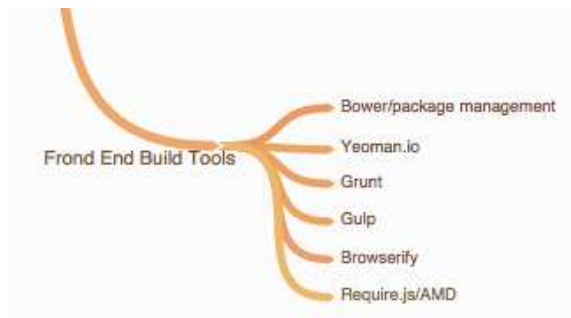 Bower/package management
Frond End Build Tools
Yeoman.io
Grunt
Gulp
Browserify
Require.js/AMD